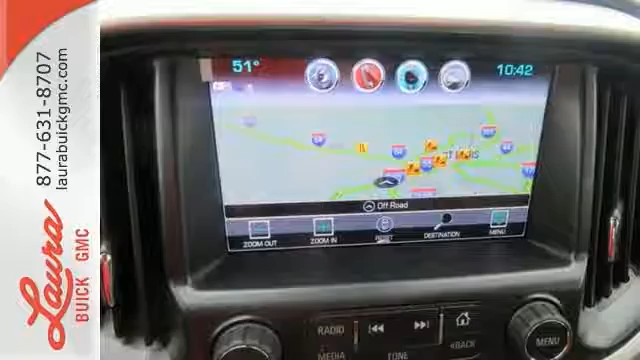 877-631-8707
laurabuickgmc.com
Laura
BUICK GMC
51°
10:42
Off Road
ZOOM OUT
ZOOM IN
RESET
DESTINATION
MENU
RADIO
MEDIA
TONE
BACK
MENU